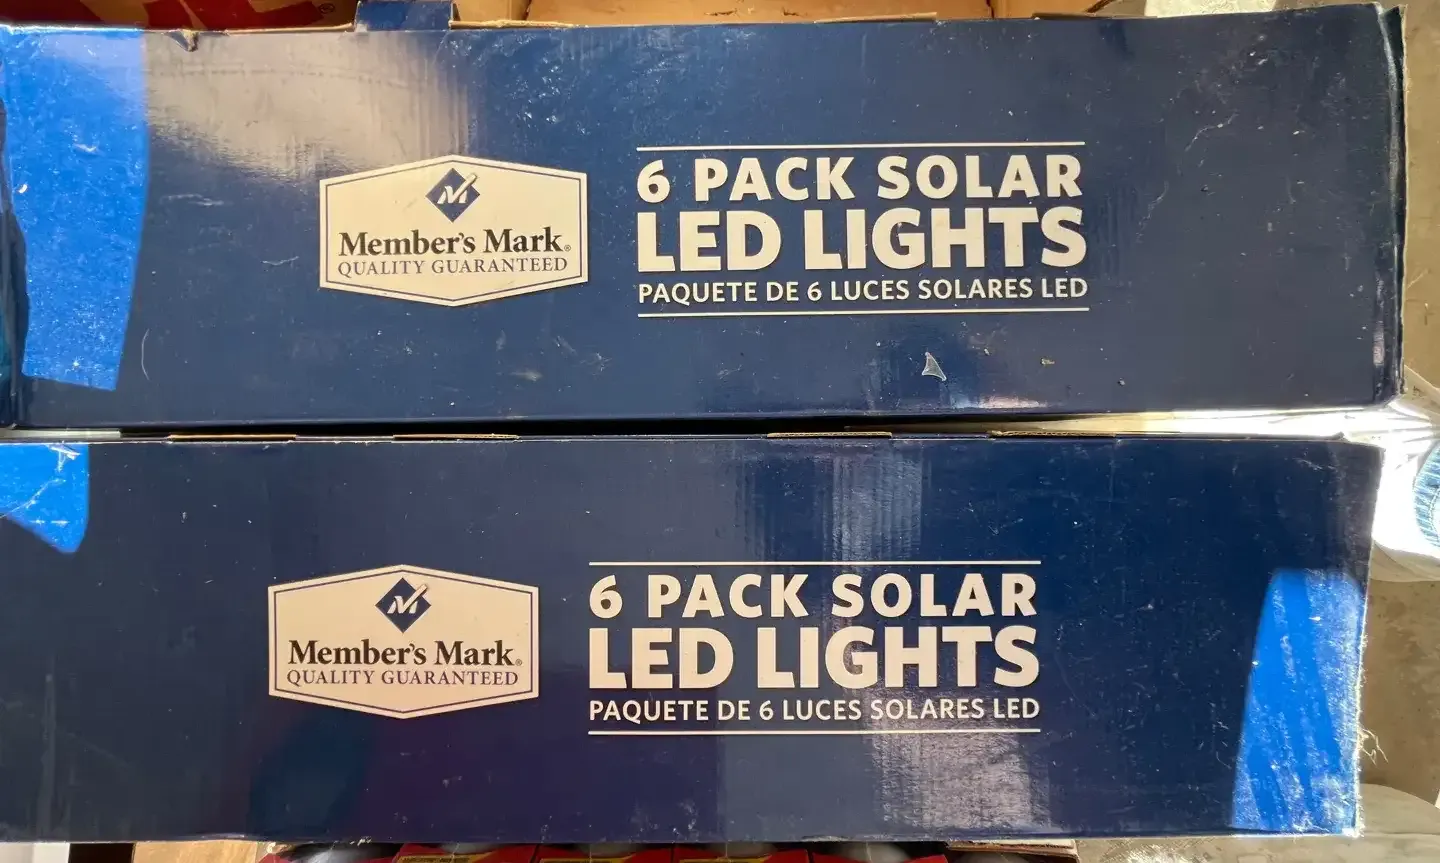 Member's Mark®
QUALITY GUARANTEED
6 PACK SOLAR
LED LIGHTS
PAQUETE DE 6 LUCES SOLARES LED
Member's Mark®
QUALITY GUARANTEED
6 PACK SOLAR
LED LIGHTS
PAQUETE DE 6 LUCES SOLARES LED